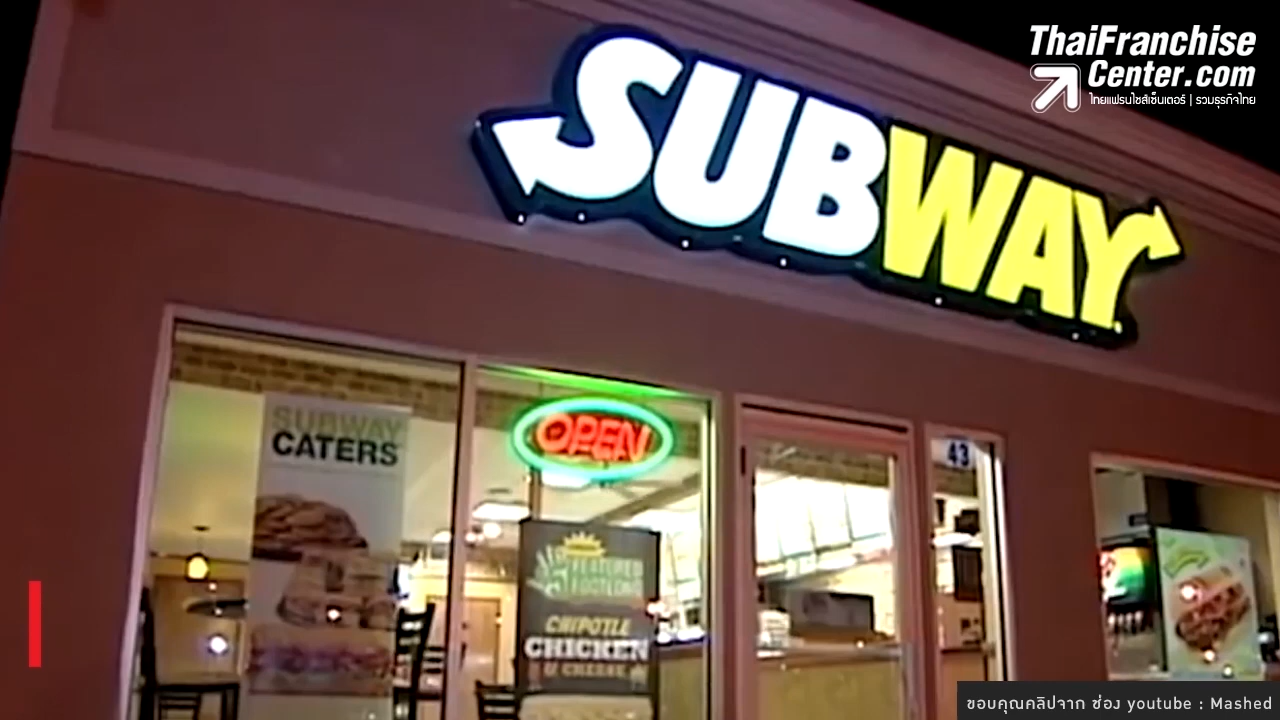 SUBWAY
ThaiFranchise
Center.com
ไทยแฟรนไชส์เซ็นเตอร์ | รวมธุรกิจไทย
SUBWAY
CATERS
OPEN
43
FEATURED
FOOTLONG
CHIPOTLE
CHICKEN
& CHEESE
ขอบคุณคลิปจาก ช่อง youtube : Mashed